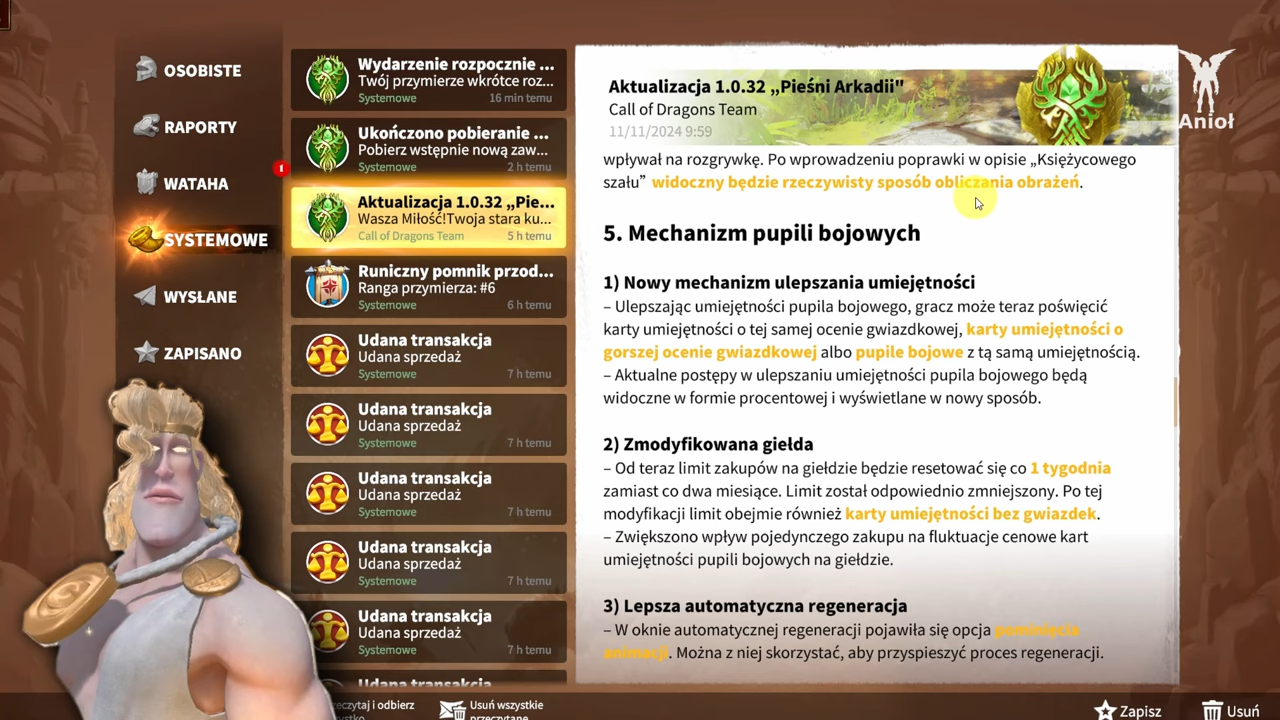 OSOBISTE
RAPORTY
1
WATAHA
SYSTEMOWE
WYSŁANE
ZAPISANO
Wydarzenie rozpocznie ...
Twój przymierze wkrótce roz...
Systemowe 16 min temu
Ukończono pobieranie ...
Pobierz wstępnie nową zaw...
Systemowe 2 h temu
Aktualizacja 1.0.32 „Pie...
Wasza Miłość!Twoja stara ku...
Call of Dragons Team 5 h temu
Runiczny pomnik przod...
Ranga przymierza: #6
Systemowe 6 h temu
Udana transakcja
Udana sprzedaż
Systemowe 7 h temu
Udana transakcja
Udana sprzedaż
Systemowe 7 h temu
Udana transakcja
Udana sprzedaż
Systemowe 7 h temu
Udana transakcja
Udana sprzedaż
Systemowe 7 h temu
Udana transakcja
Udana sprzedaż
Systemowe 7 h temu
Udana transakcja
Usuń wszystkie
przeczytane
Aktualizacja 1.0.32 „Pieśni Arkadii"
Call of Dragons Team
11/11/2024 9:59
wpływał na rozgrywkę. Po wprowadzeniu poprawki w opisie „Księżycowego
szału” widoczny będzie rzeczywisty sposób obliczania obrażeń.
5. Mechanizm pupili bojowych
1) Nowy mechanizm ulepszania umiejętności
– Ulepszając umiejętności pupila bojowego, gracz może teraz poświęcić
karty umiejętności o tej samej ocenie gwiazdkowej, karty umiejętności o
gorszej ocenie gwiazdkowej albo pupile bojowe z tą samą umiejętnością.
– Aktualne postępy w ulepszaniu umiejętności pupila bojowego będą
widoczne w formie procentowej i wyświetlane w nowy sposób.
2) Zmodyfikowana giełda
– Od teraz limit zakupów na giełdzie będzie resetować się co 1 tygodnia
zamiast co dwa miesiące. Limit został odpowiednio zmniejszony. Po tej
modyfikacji limit obejmie również karty umiejętności bez gwiazdek.
– Zwiększono wpływ pojedynczego zakupu na fluktuacje cenowe kart
umiejętności pupili bojowych na giełdzie.
3) Lepsza automatyczna regeneracja
– W oknie automatycznej regeneracji pojawiła się opcja pominięcia
animacji. Można z niej skorzystać, aby przyspieszyć proces regeneracji.
Anioł
Zapisz
Usuń